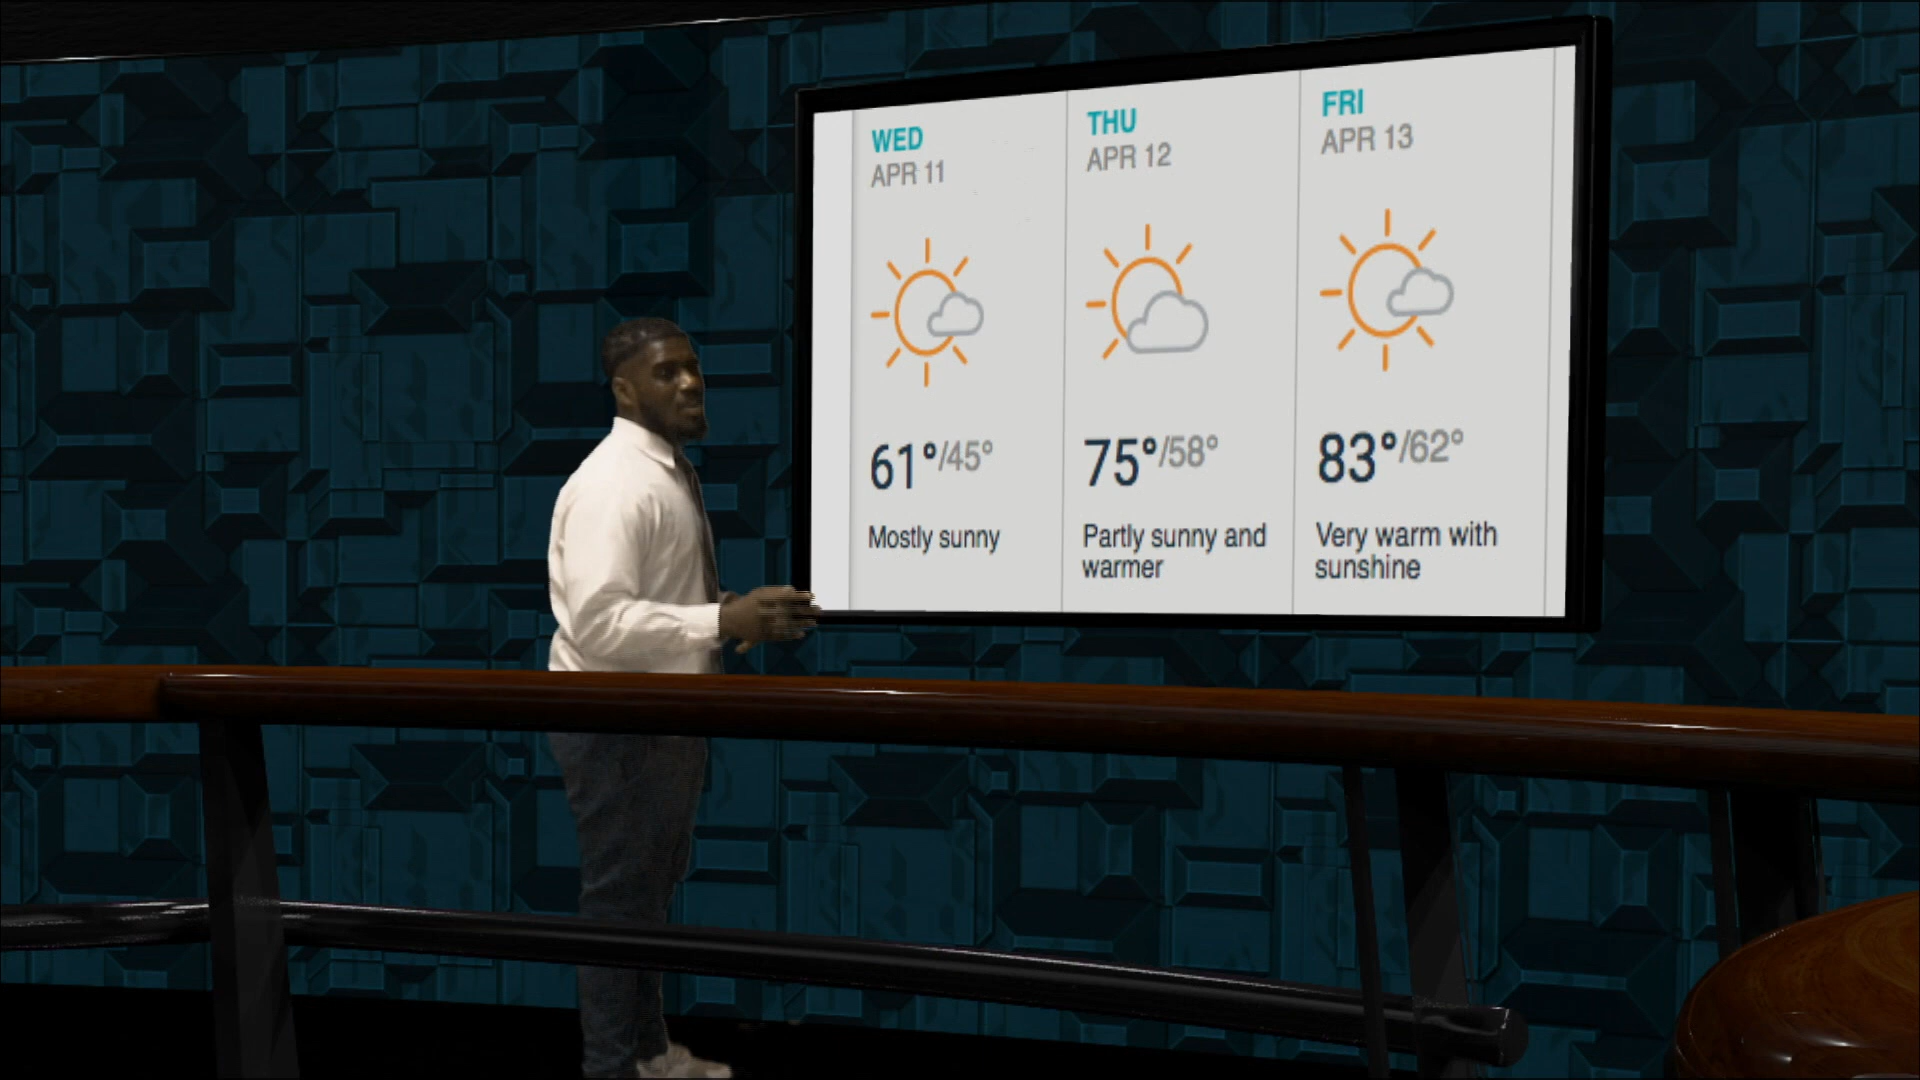 WED
APR 11
61°/45°
Mostly sunny
THU
APR 12
75°/58°
Partly sunny and
warmer
FRI
APR 13
83°/62°
Very warm with
sunshine